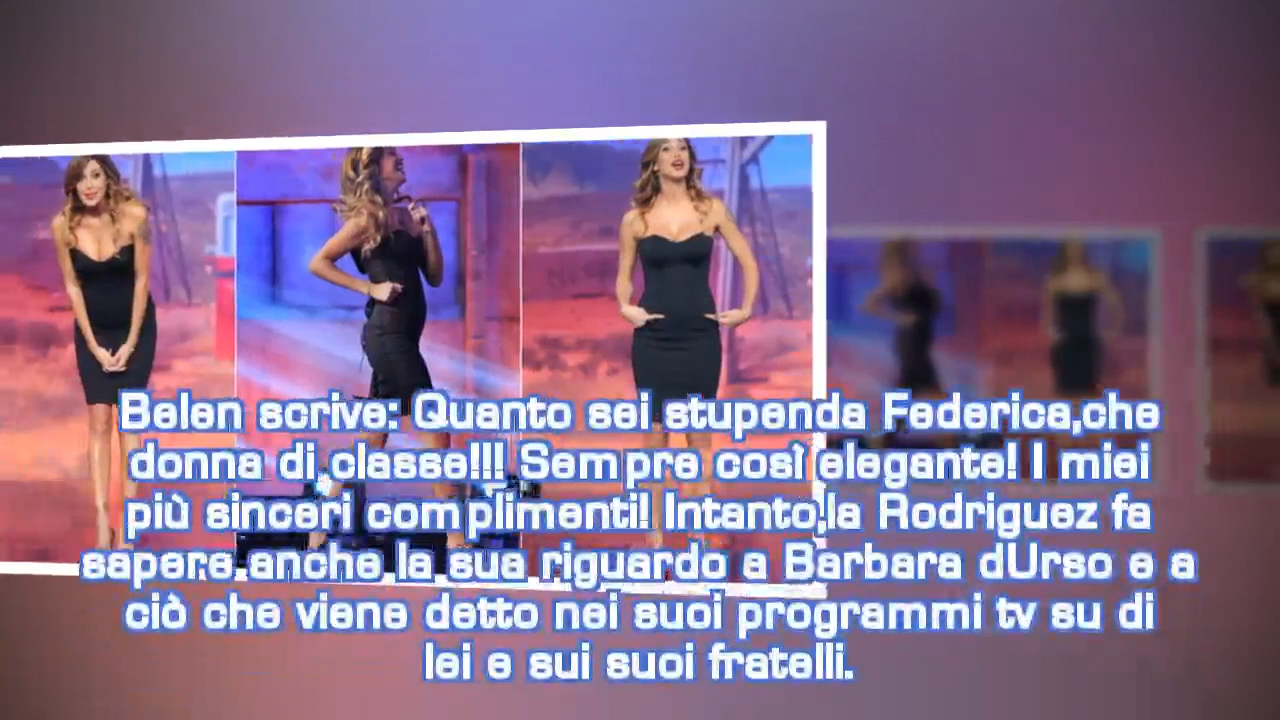 Belen scrive: Quanto sei stupenda Federica,che
donna di classe!!! Sempre così elegante! I miei
più sinceri complimenti! Intanto,la Rodriguez fa
sapere anche la sua riguardo a Barbara dUrso e a
ciò che viene detto nei suoi programmi tv su di
lei e sui suoi fratelli.